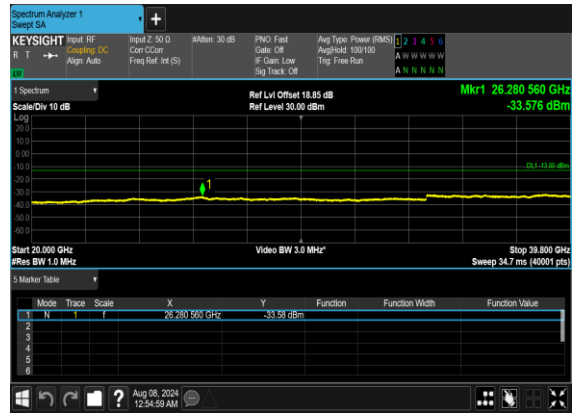 Spectrum Analyzer 1
Swept SA
+
KEYSIGHT Input: RF Input Z: 50 Ω #Atten: 30 dB PNO: Fast Avg Type: Power (RMS) 1 2 3 4 5 6
R T Coupling: DC Corr CCorr Gate: Off Avg|Hold: 100/100 A W W W W W
Align: Auto Freq Ref: Int (S) IF Gain: Low Trig: Free Run
Sig Track: Off A N N N N N
1 Spectrum Ref Lvl Offset 18.85 dB Mkr1 26.280 560 GHz
Scale/Div 10 dB Ref Level 30.00 dBm -33.576 dBm
Log
20.0
10.0
0.00
-10.0 DL1 -13.00 dBm
-20.0
1
-30.0
-40.0
-50.0
-60.0
Start 20.000 GHz Video BW 3.0 MHz* Stop 39.800 GHz
#Res BW 1.0 MHz Sweep 34.7 ms (40001 pts)
5 Marker Table
Mode Trace Scale X Y Function Function Width Function Value
1 N 1 f 26.280 560 GHz -33.58 dBm
2
3
4
5
6
? Aug 08, 2024
12:54:59 AM